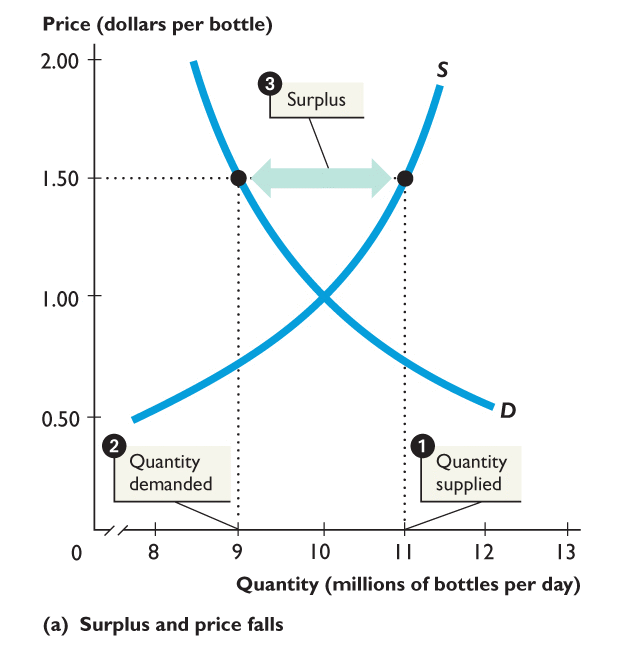 Price (dollars per bottle)
2.00
S
3
Surplus
1.50
1.00
0.50
D
2
Quantity
demanded
1
Quantity
supplied
0
8
9
10
11
12
13
Quantity (millions of bottles per day)
(a) Surplus and price falls